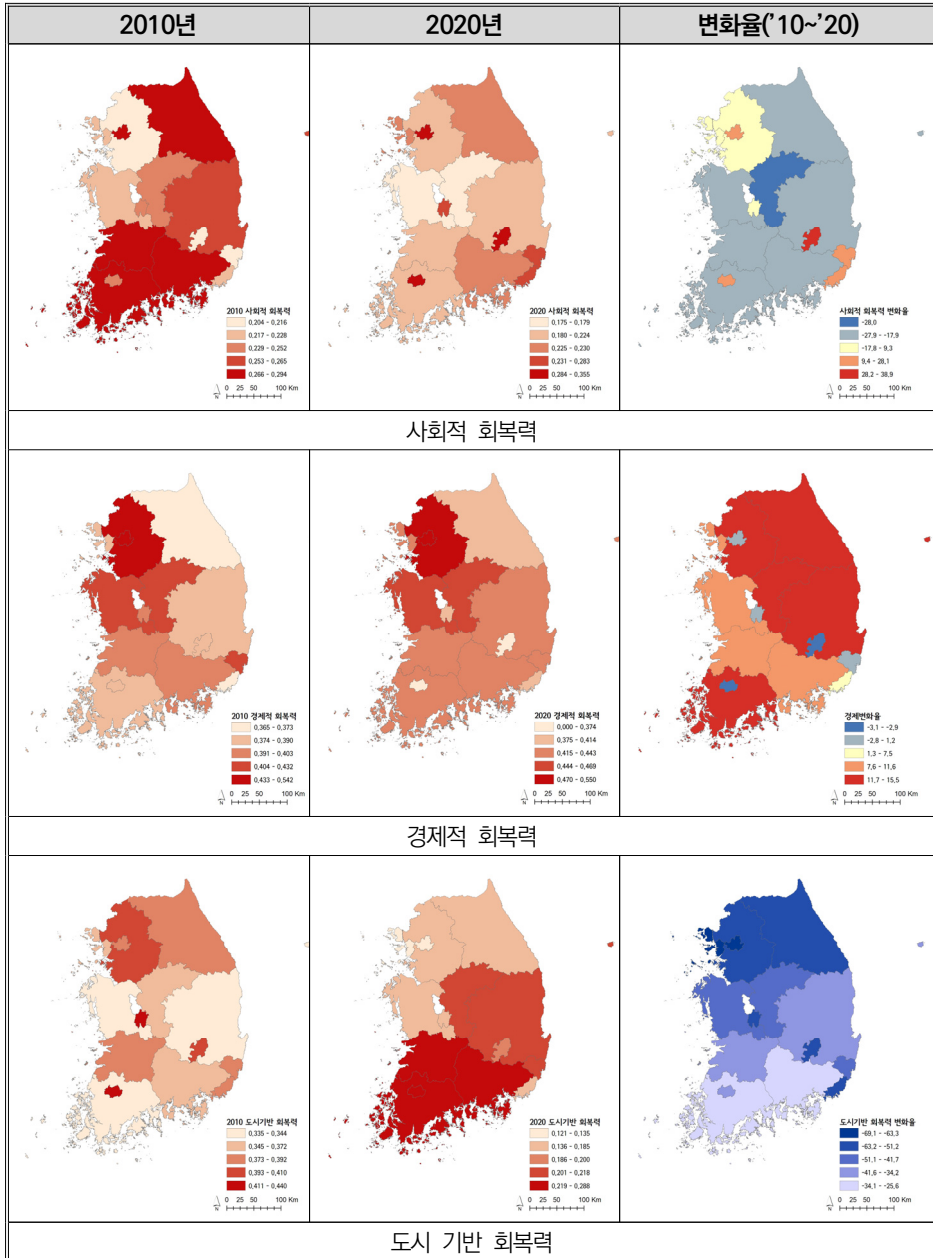 2010년
2020년
변화율('10~'20)
2010 사회적 회복력
0,204 - 0,216
0,217 - 0,228
0,229 - 0,252
0,253 - 0,265
0,266 - 0,294
0 25 50 100 Km
N
2020 사회적 회복력
0,175 - 0,179
0,180 - 0,224
0,225 - 0,230
0,231 - 0,283
0,284 - 0,355
0 25 50 100 Km
N
사회적 회복력 변화율
-28,0
-27,9 - -17,9
-17,8 - 9,3
9,4 - 28,1
28,2 - 38,9
0 25 50 100 Km
N
사회적 회복력
2010 경제적 회복력
0,365 - 0,373
0,374 - 0,390
0,391 - 0,403
0,404 - 0,432
0,433 - 0,542
0 25 50 100 Km
N
2020 경제적 회복력
0,000 - 0,374
0,375 - 0,414
0,415 - 0,443
0,444 - 0,469
0,470 - 0,550
0 25 50 100 Km
N
경제변화율
-3,1 - -2,9
-2,8 - 1,2
1,3 - 7,5
7,6 - 11,6
11,7 - 15,5
0 25 50 100 Km
N
경제적 회복력
2010 도시기반 회복력
0,335 - 0,344
0,345 - 0,372
0,373 - 0,392
0,393 - 0,410
0,411 - 0,440
0 25 50 100 Km
N
2020 도시기반 회복력
0,121 - 0,135
0,136 - 0,185
0,186 - 0,200
0,201 - 0,218
0,219 - 0,288
0 25 50 100 Km
N
도시기반 회복력 변화율
-69,1 - -63,3
-63,2 - -51,2
-51,1 - -41,7
-41,6 - -34,2
-34,1 - -25,6
0 25 50 100 Km
N
도시 기반 회복력